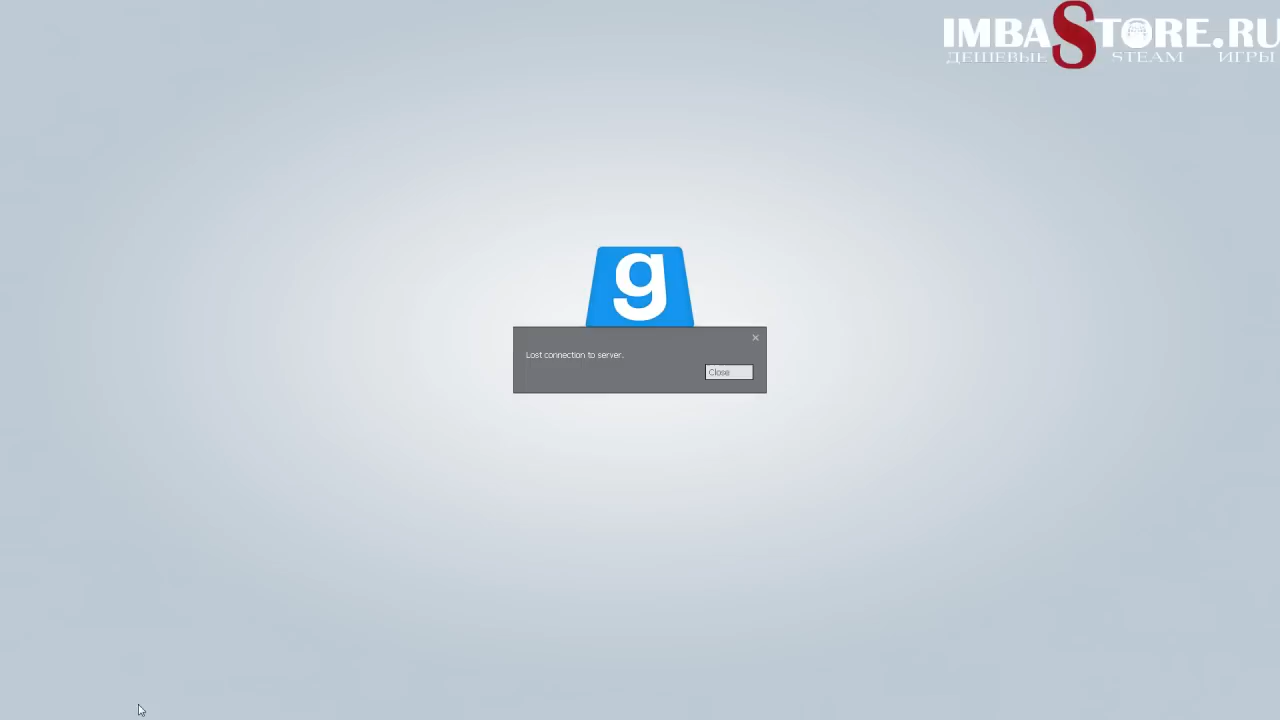 IMBASTORE.RU
ДЕШЕВЫЕ STEAM ИГРЫ
g
Lost connection to server.
Close